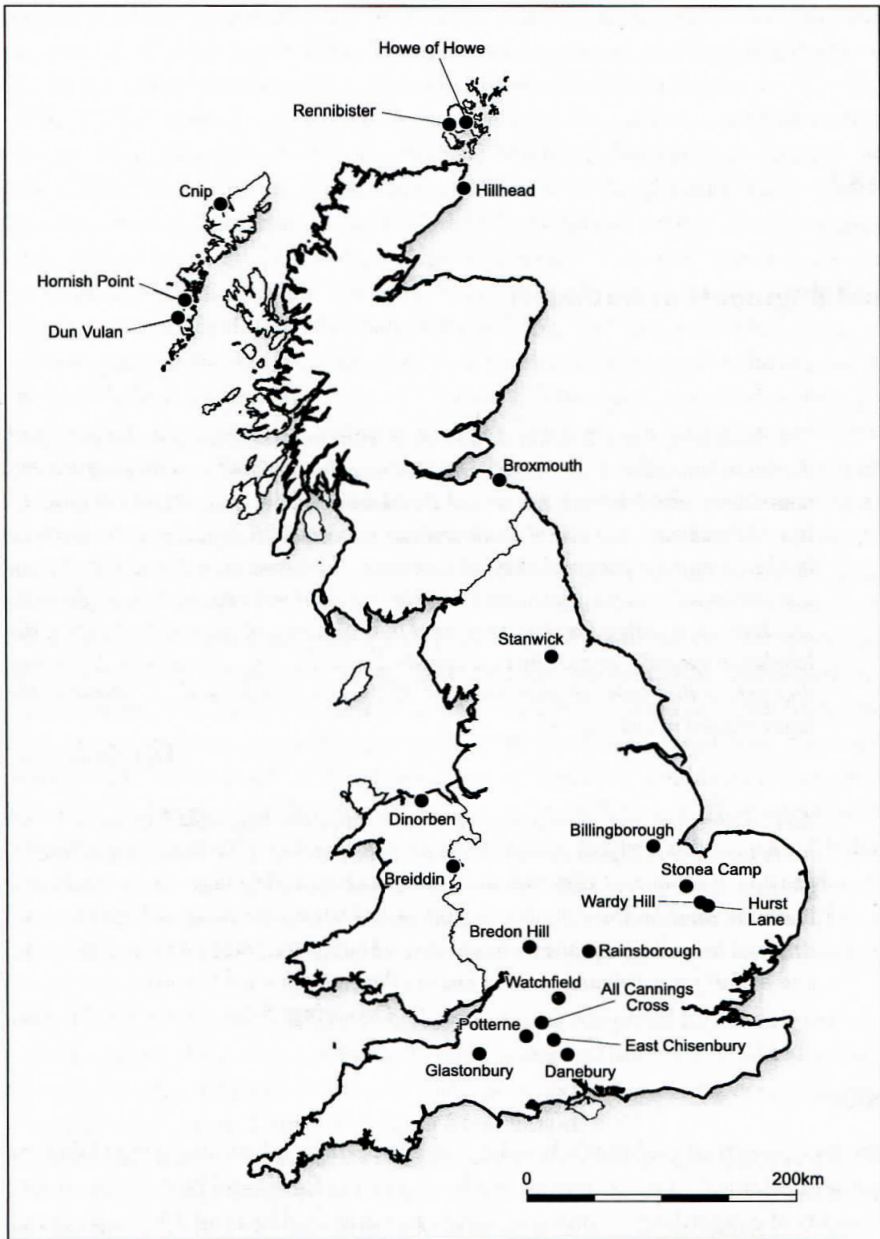 Howe of Howe
Rennibister
Cnip
Hillhead
Hornish Point
Dun Vulan
Broxmouth
Stanwick
Dinorben
Billingborough
Breiddin
Stonea Camp
Wardy Hill
Hurst
Lane
Bredon Hill
Rainsborough
Watchfield
All Cannings
Cross
Potterne
East Chisenbury
Glastonbury
Danebury
0
200km